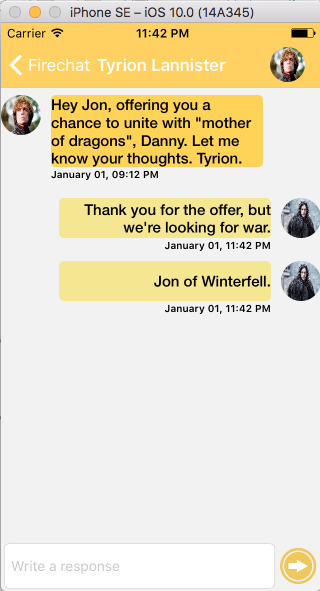 iPhone SE – iOS 10.0 (14A345)
Carrier 11:42 PM
Firechat Tyrion Lannister
Hey Jon, offering you a
chance to unite with "mother
of dragons", Danny. Let me
know your thoughts. Tyrion.
January 01, 09:12 PM
Thank you for the offer, but
we're looking for war.
January 01, 11:42 PM
Jon of Winterfell.
January 01, 11:42 PM
Write a response